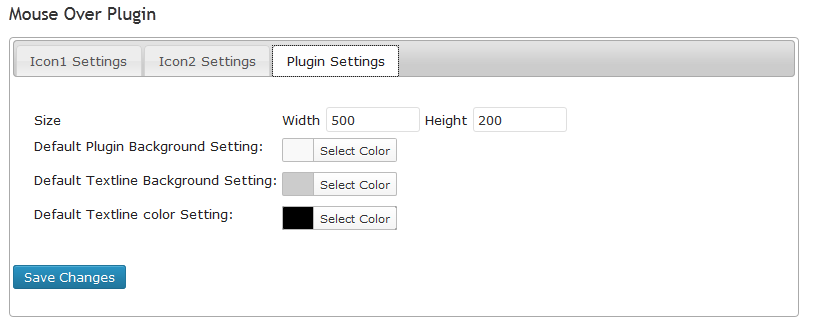 Mouse Over Plugin
Icon1 Settings Icon2 Settings Plugin Settings
Size Width 500 Height 200
Default Plugin Background Setting: Select Color
Default Textline Background Setting: Select Color
Default Textline color Setting: Select Color
Save Changes